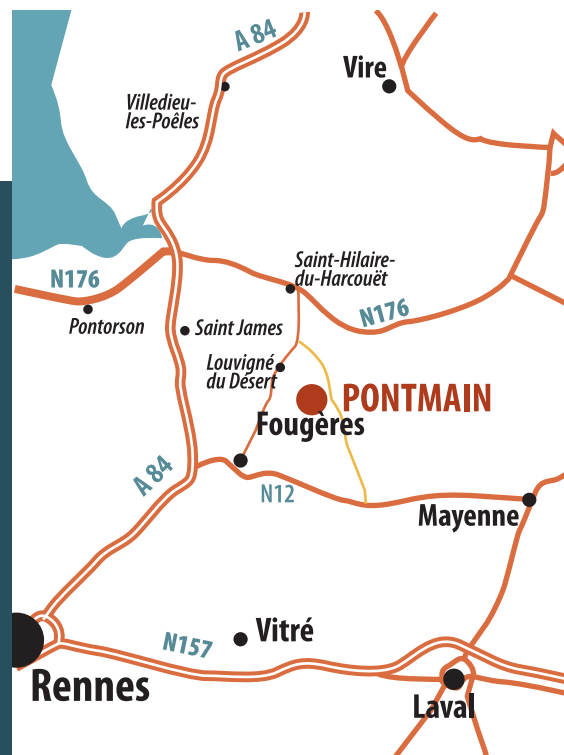 A 84
Vire
Villedieu-
les-Poêles
Saint-Hilaire-
du-Harcouët
N176
Pontorson
Saint James
N176
Louvigné
du Désert
PONTMAIN
Fougères
A 84
N12
Mayenne
N157
Vitré
Rennes
Laval